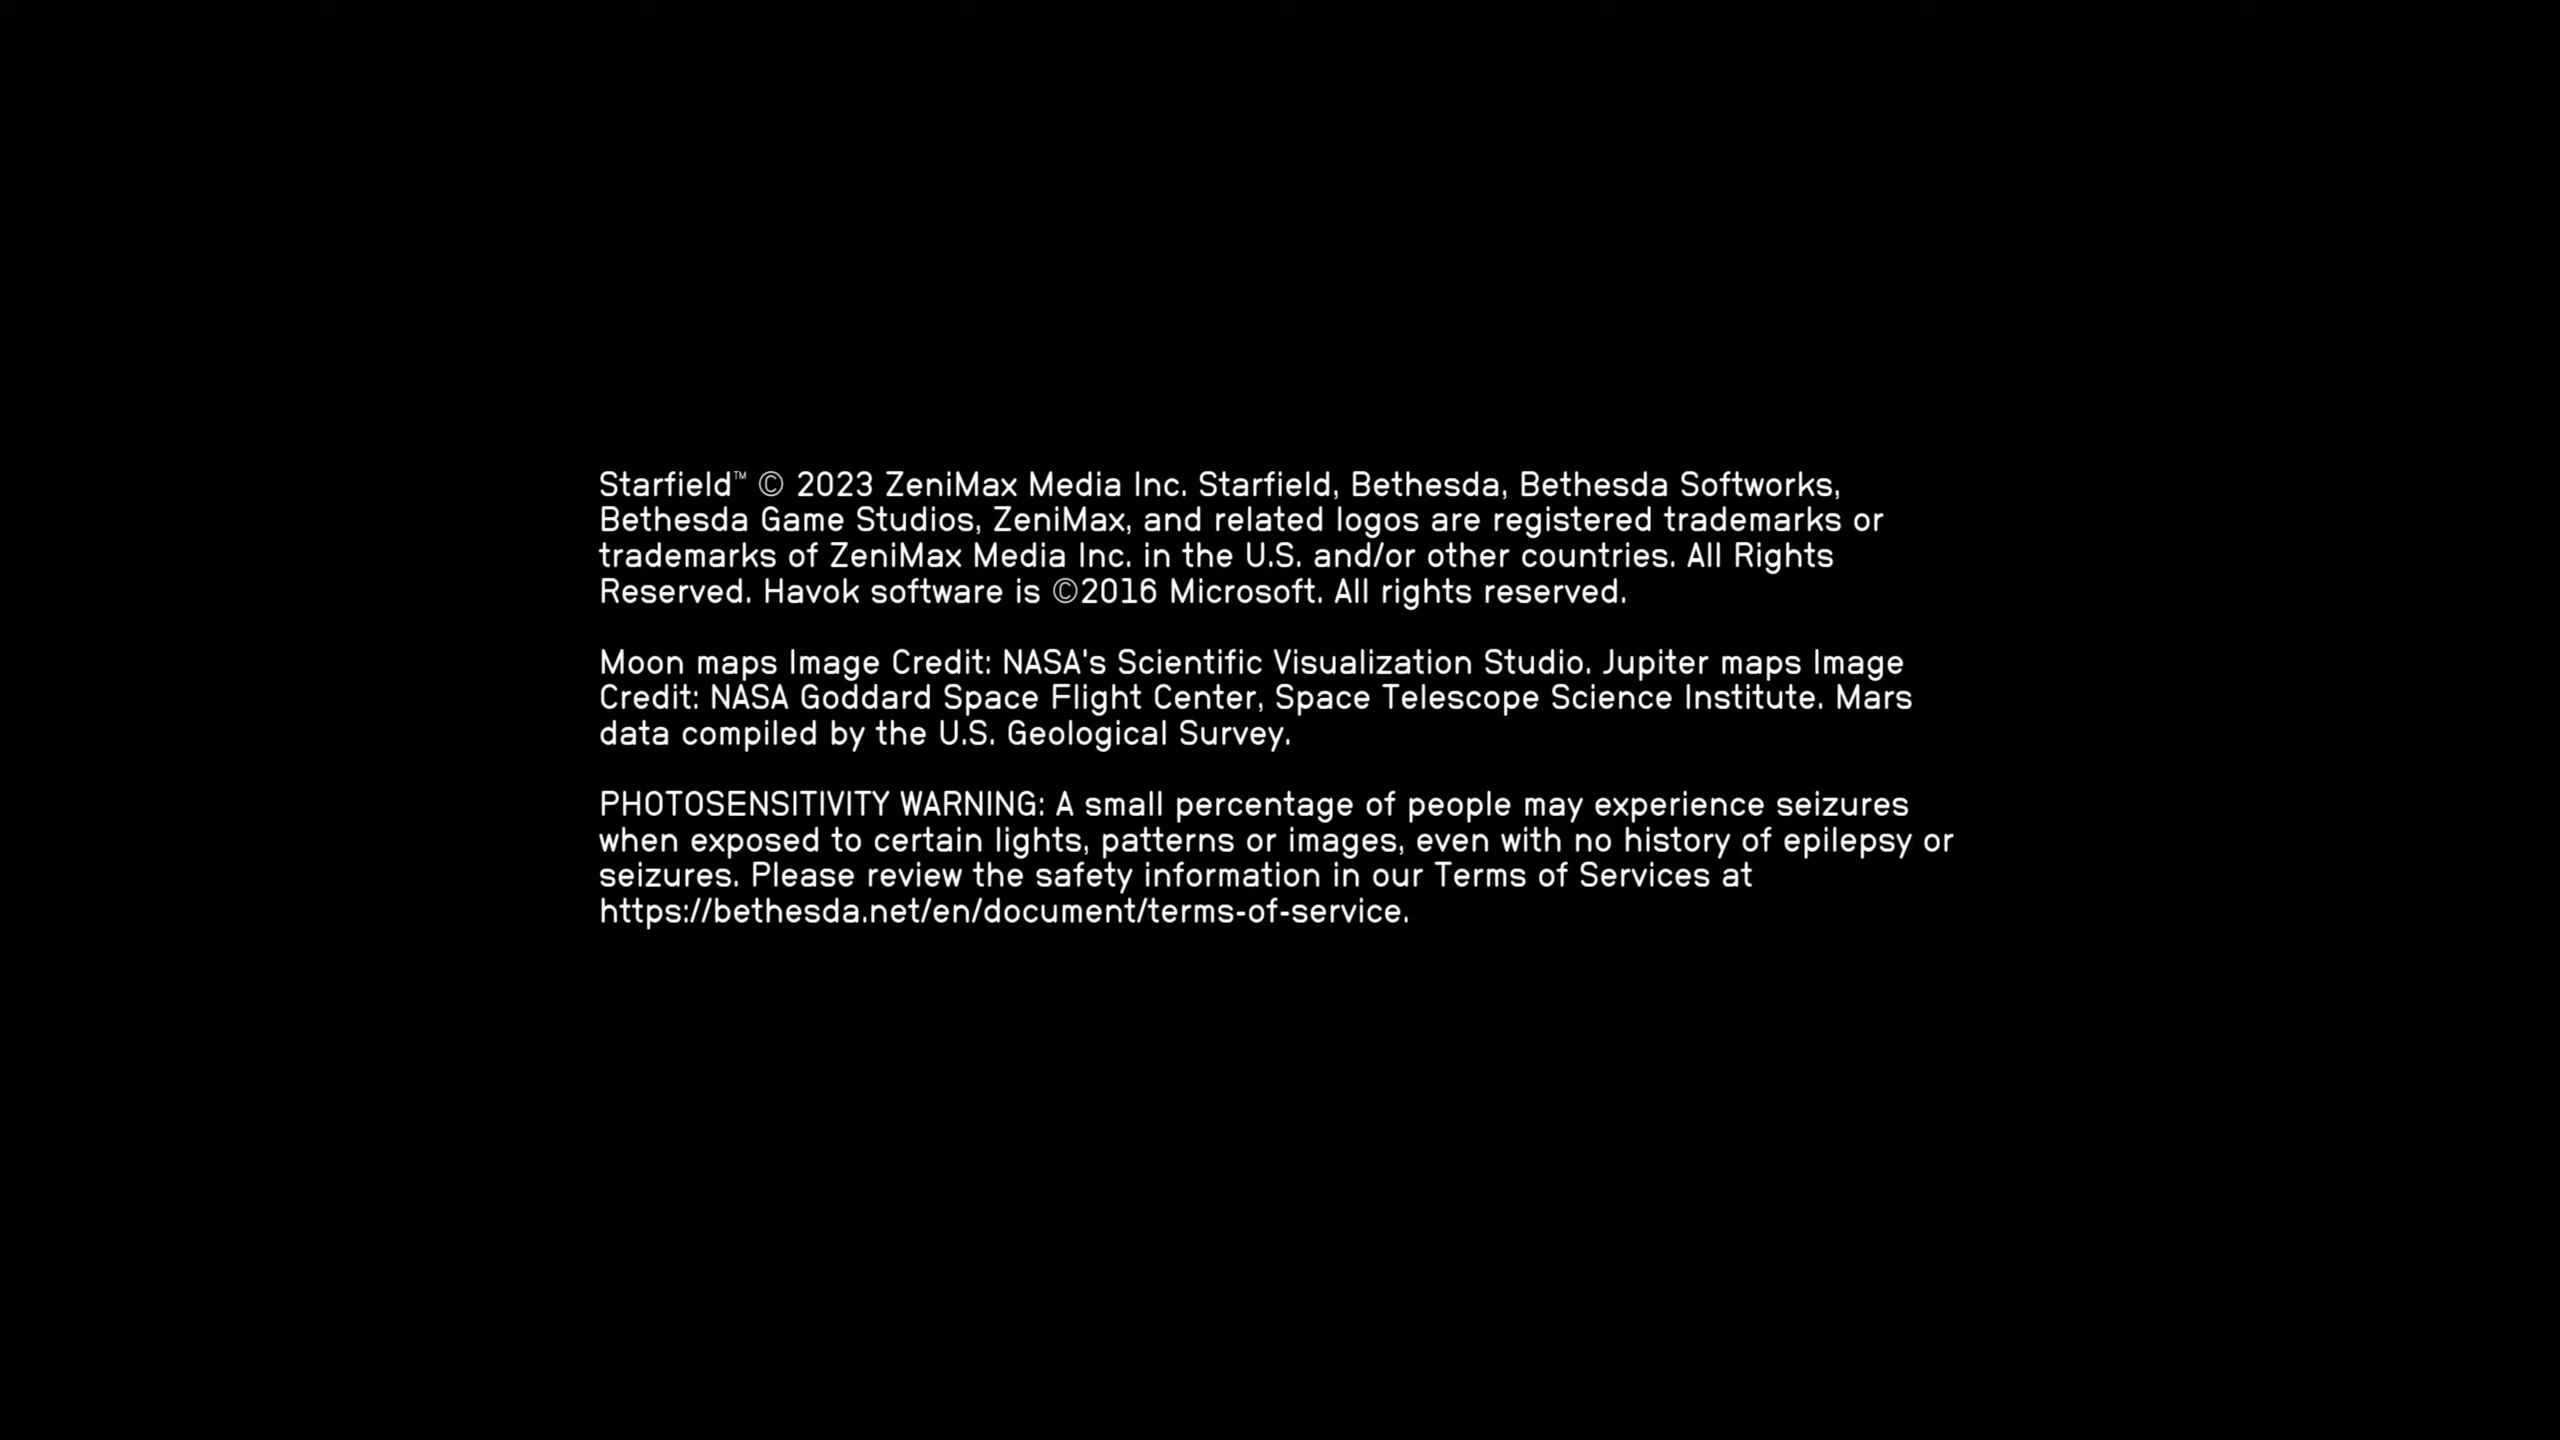 Starfield™ © 2023 ZeniMax Media Inc. Starfield, Bethesda, Bethesda Softworks,
Bethesda Game Studios, ZeniMax, and related logos are registered trademarks or
trademarks of ZeniMax Media Inc. in the U.S. and/or other countries. All Rights
Reserved. Havok software is ©2016 Microsoft. All rights reserved.
Moon maps Image Credit: NASA's Scientific Visualization Studio. Jupiter maps Image
Credit: NASA Goddard Space Flight Center, Space Telescope Science Institute. Mars
data compiled by the U.S. Geological Survey.
PHOTOSENSITIVITY WARNING: A small percentage of people may experience seizures
when exposed to certain lights, patterns or images, even with no history of epilepsy or
seizures. Please review the safety information in our Terms of Services at
https://bethesda.net/en/document/terms-of-service.